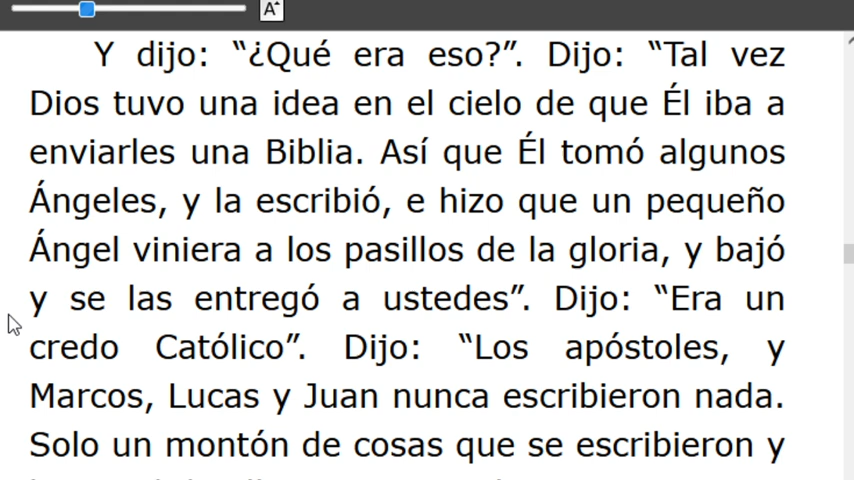 A
Y dijo: “¿Qué era eso?”. Dijo: “Tal vez
Dios tuvo una idea en el cielo de que Él iba a
enviarles una Biblia. Así que Él tomó algunos
Ángeles, y la escribió, e hizo que un pequeño
Ángel viniera a los pasillos de la gloria, y bajó
y se las entregó a ustedes”. Dijo: “Era un
credo Católico”. Dijo: “Los apóstoles, y
Marcos, Lucas y Juan nunca escribieron nada.
Solo un montón de cosas que se escribieron y